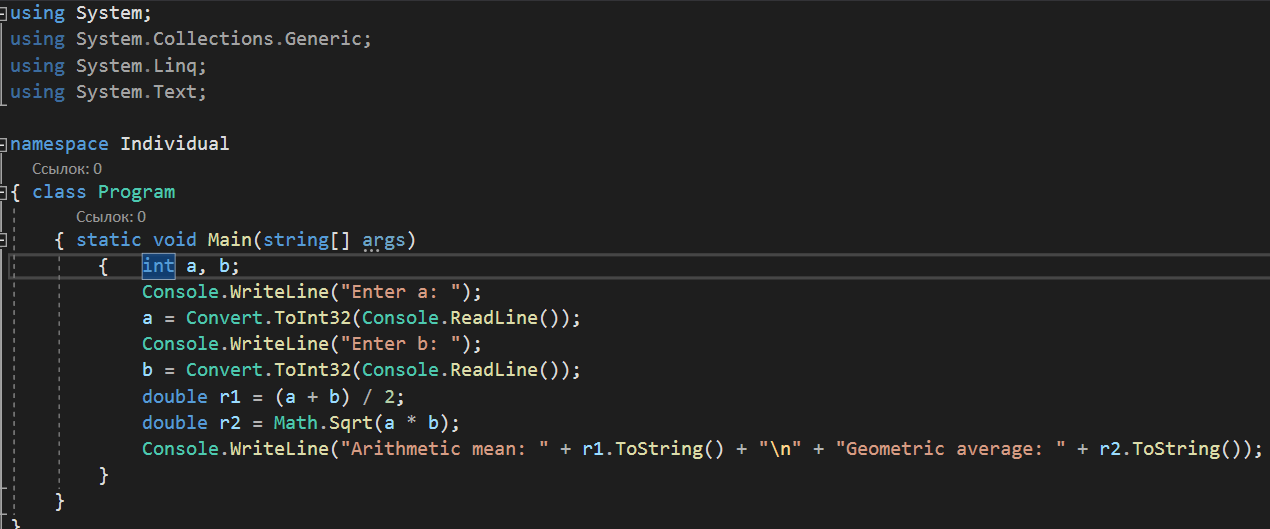 using System;
using System.Collections.Generic;
using System.Linq;
using System.Text;
namespace Individual
Ссылок: 0
{ class Program
Ссылок: 0
{ static void Main(string[] args)
{ int a, b;
Console.WriteLine("Enter a: ");
a = Convert.ToInt32(Console.ReadLine());
Console.WriteLine("Enter b: ");
b = Convert.ToInt32(Console.ReadLine());
double r1 = (a + b) / 2;
double r2 = Math.Sqrt(a * b);
Console.WriteLine("Arithmetic mean: " + r1.ToString() + "\n" + "Geometric average: " + r2.ToString());
}
}
}